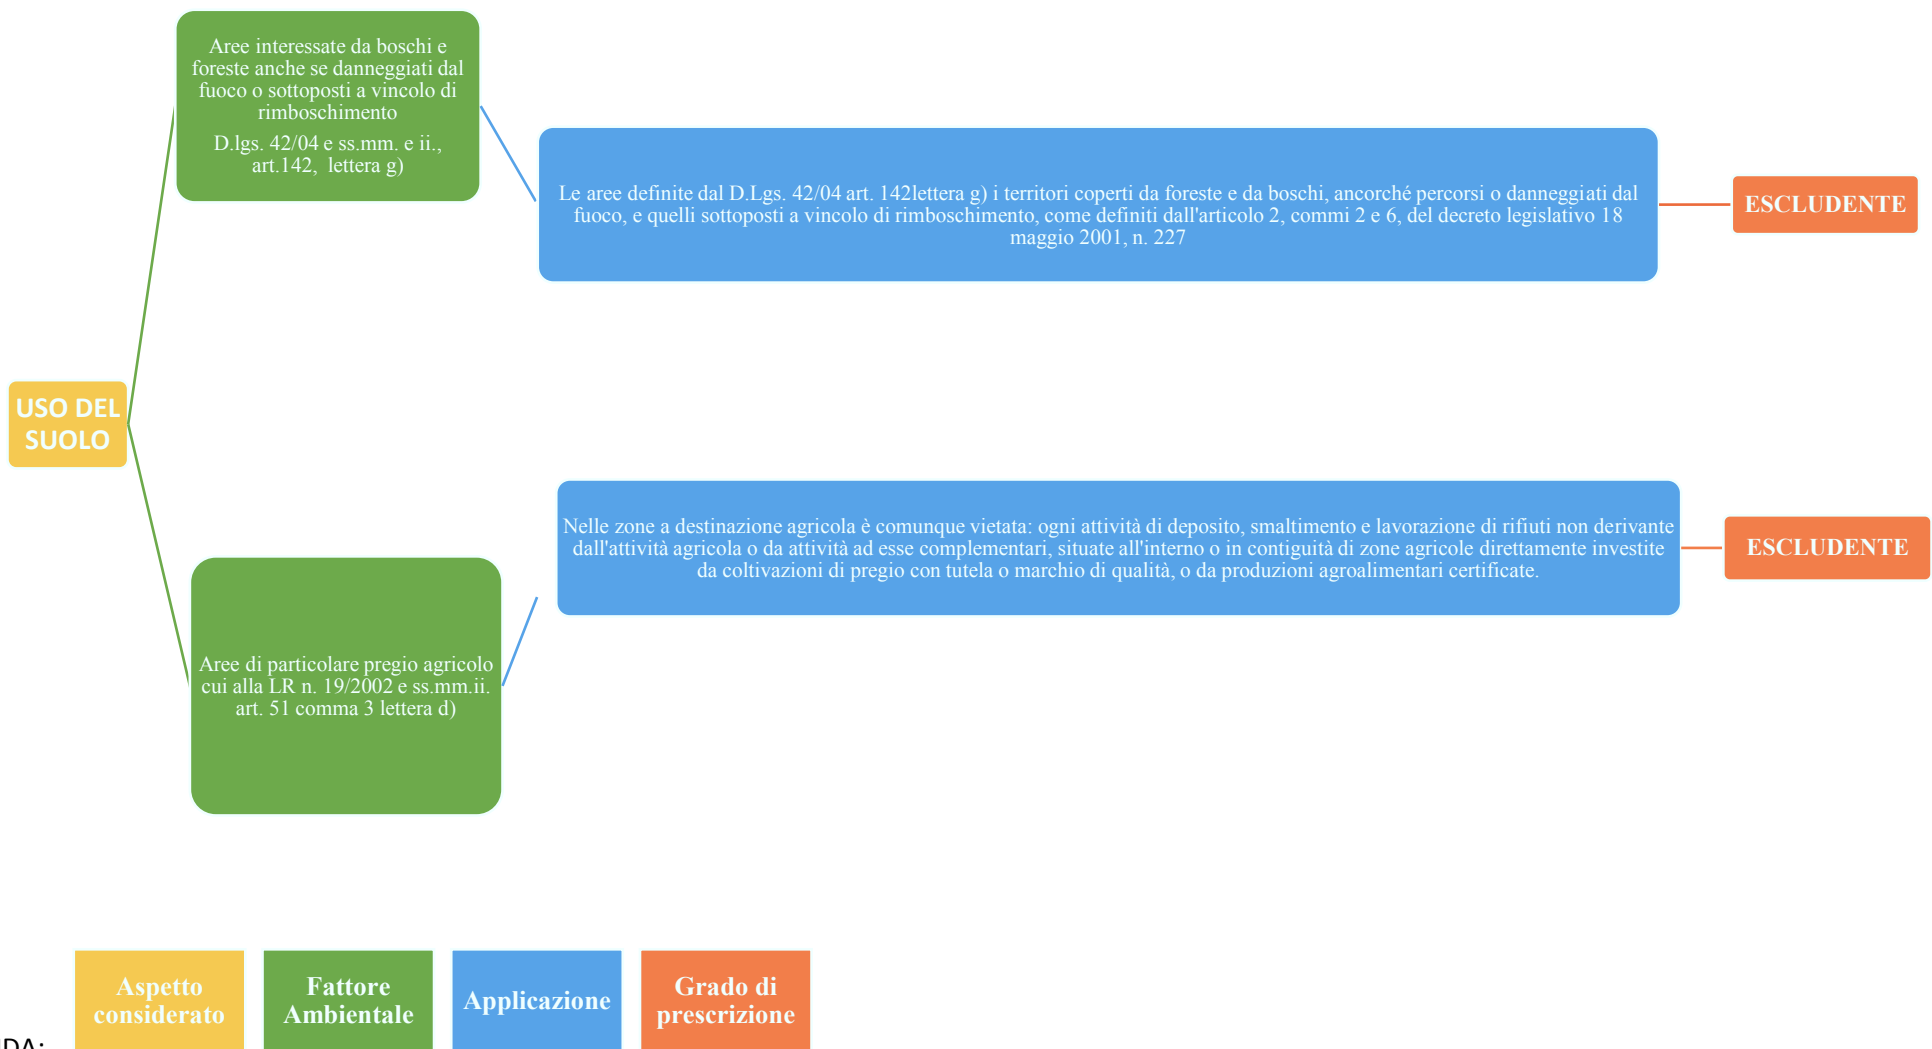 Aree interessate da boschi e
foreste anche se danneggiati dal
fuoco o sottoposti a vincolo di
rimboschimento
D.lgs. 42/04 e ss.mm. e ii.,
art.142, lettera g)
Le aree definite dal D.Lgs. 42/04 art. 142lettera g) i territori coperti da foreste e da boschi, ancorché percorsi o danneggiati dal
fuoco, e quelli sottoposti a vincolo di rimboschimento, come definiti dall'articolo 2, commi 2 e 6, del decreto legislativo 18
maggio 2001, n. 227
ESCLUDENTE
USO DEL
SUOLO
Nelle zone a destinazione agricola è comunque vietata: ogni attività di deposito, smaltimento e lavorazione di rifiuti non derivante
dall'attività agricola o da attività ad esse complementari, situate all'interno o in contiguità di zone agricole direttamente investite
da coltivazioni di pregio con tutela o marchio di qualità, o da produzioni agroalimentari certificate.
ESCLUDENTE
Aree di particolare pregio agricolo
cui alla LR n. 19/2002 e ss.mm.ii.
art. 51 comma 3 lettera d)
Aspetto
considerato
Fattore
Ambientale
Applicazione
Grado di
prescrizione